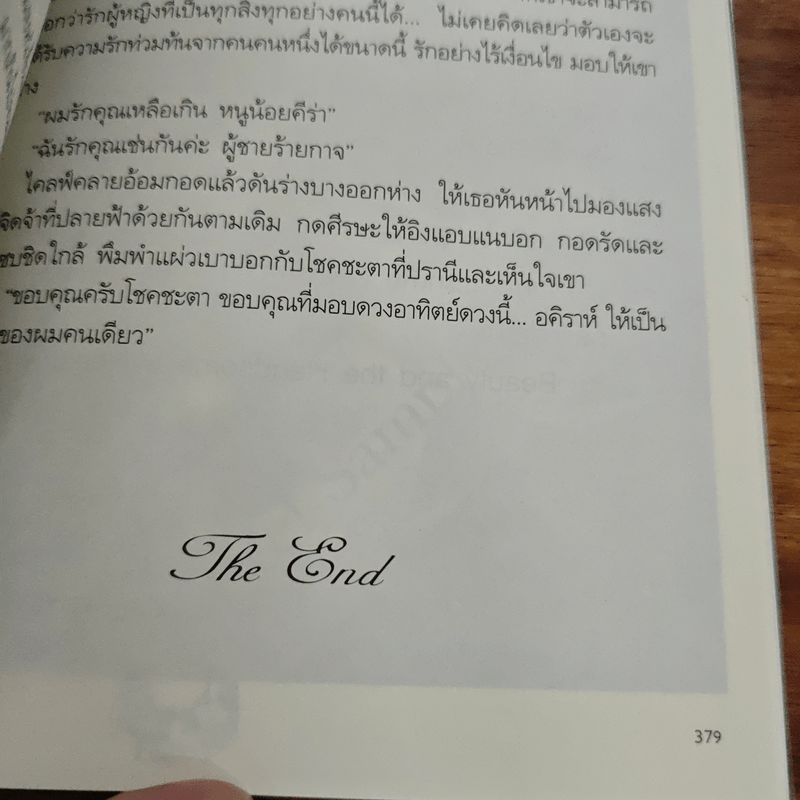 อกว่ารักผู้หญิงที่เป็นทุกสิ่งทุกอย่างคนนี้ได้... ไม่เคยคิดเลยว่าตัวเองจะ
ได้รับความรักท่วมท้นจากคนคนหนึ่งได้ขนาดนี้ รักอย่างไร้เงื่อนไข มอบให้เขา
“ผมรักคุณเหลือเกิน หนูน้อยคีร่า”
“ฉันรักคุณเช่นกันค่ะ ผู้ชายร้ายกาจ”
ไคลฟ์คลายอ้อมกอดแล้วดันร่างบางออกห่าง ให้เธอหันหน้าไปมองแสง
จิดจ้าที่ปลายฟ้าด้วยกันตามเดิม กดศีรษะให้อิงแอบแนบอก กอดรัดและ
ซบชิดใกล้ พึมพำแผ่วเบาบอกกับโชคชะตาที่ปรานีและเห็นใจเขา
“ขอบคุณครับโชคชะตา ขอบคุณที่มอบดวงอาทิตย์ดวงนี้... อคิราห์ ให้เป็น
ของผมคนเดียว”
The End
379